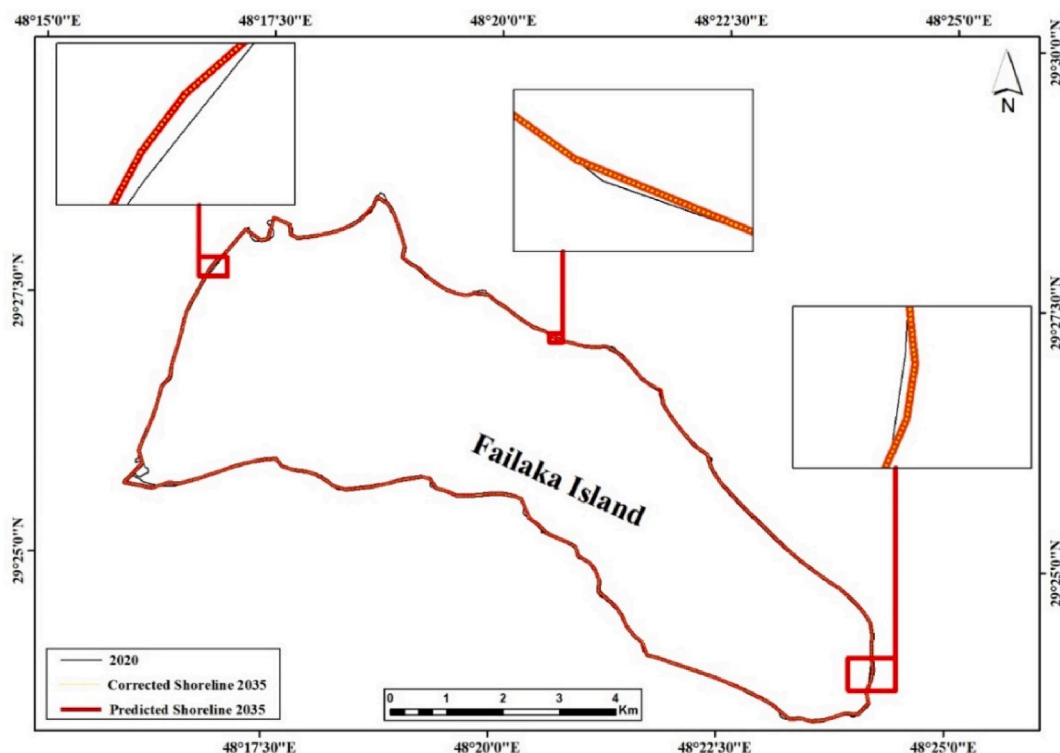 48°15'0"E 48°17'30"E 48°20'0"E 48°22'30"E 48°25'0"E
29°30'0"N
N
29°27'30"N
29°27'30"N
Failaka Island
29°25'0"N
29°25'0"N
2020
Corrected Shoreline 2035
Predicted Shoreline 2035
0 1 2 3 4
Km
48°17'30"E 48°20'0"E 48°22'30"E 48°25'0"E